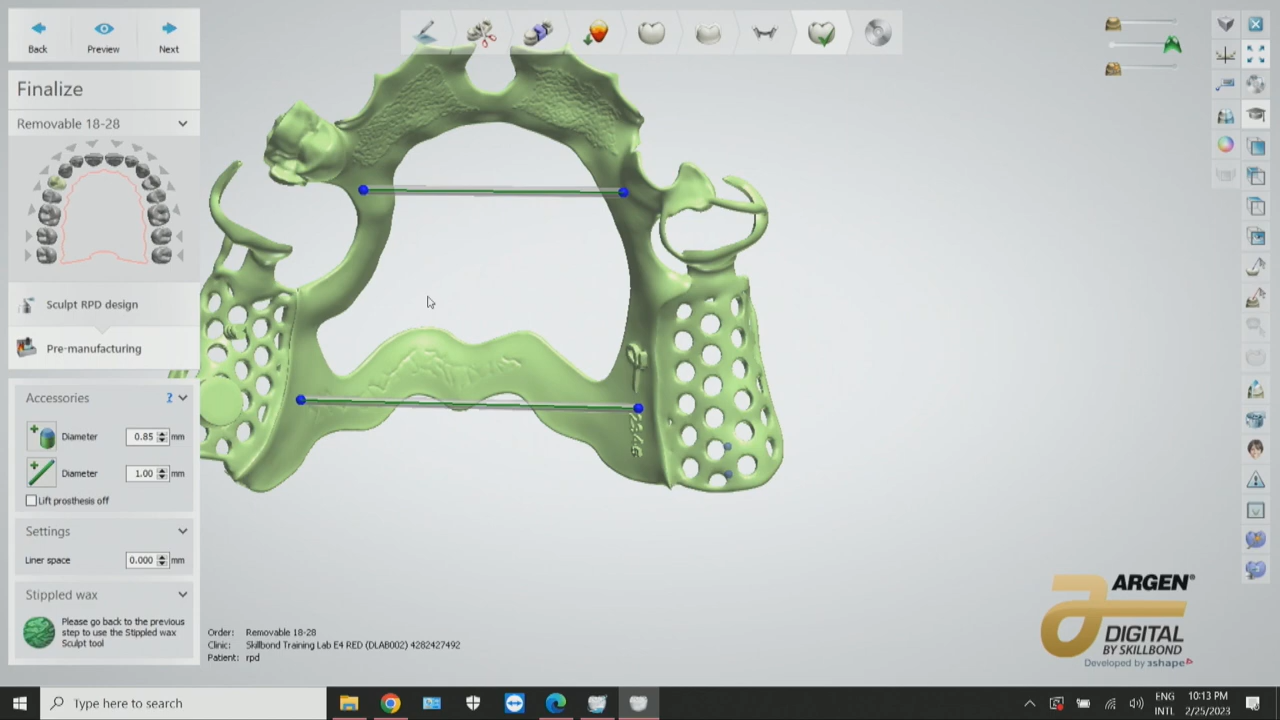 Back
Preview
Next
Finalize
Removable 18-28
Sculpt RPD design
Pre-manufacturing
Accessories
?
Diameter
0.85
mm
Diameter
1.00
mm
Lift prosthesis off
Settings
Liner space
0.000
mm
Stippled wax
Please go back to the previous
step to use the Stippled wax
Sculpt tool
Order: Removable 18-28
Clinic: Skillbond Training Lab E4 RED (DLAB002) 4282427492
Patient: rpd
ARGEN®
DIGITAL
BY SKILLBOND
Developed by 3shape
Type here to search
ENG
INTL
10:13 PM
2/25/2023